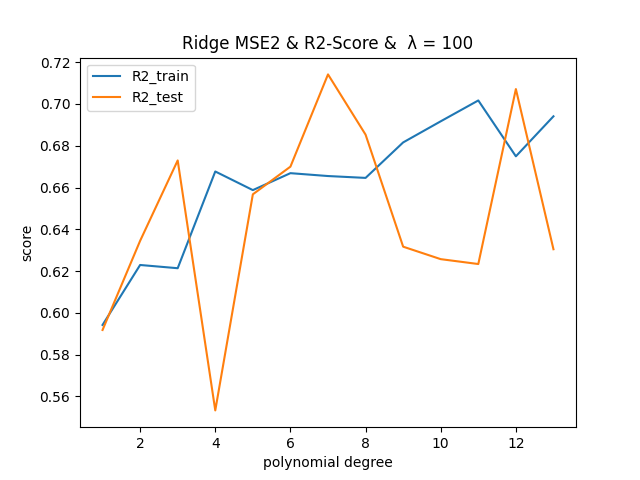 Ridge MSE2 & R2-Score &  λ = 100
R2_train
R2_test
0.72
0.70
0.68
0.66
0.64
0.62
0.60
0.58
0.56
score
2 4 6 8 10 12
polynomial degree